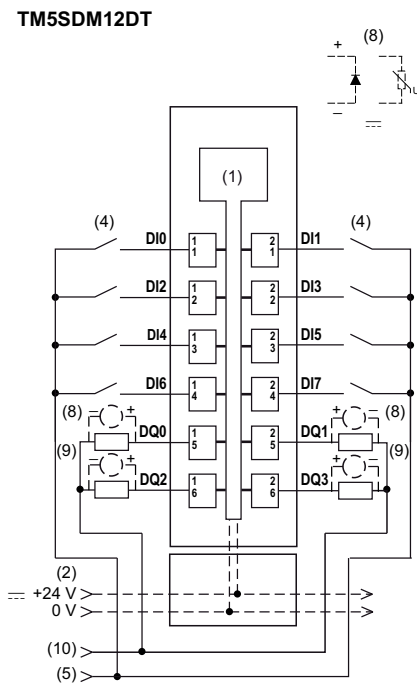 TM5SDM12DT
(8)
+
U
–
(1)
(4) (4)
DI0 1 1 2 1 DI1
DI2 1 2 2 2 DI3
DI4 1 3 2 3 DI5
DI6 1 4 2 4 DI7
(8) – + + – (8)
DQ0 1 5 2 5 DQ1
(9) – + + – (9)
DQ2 1 6 2 6 DQ3
(2)
+24 V
0 V
(10)
(5)